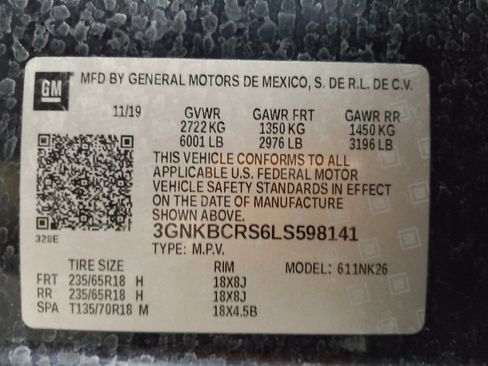 GM
MFD BY GENERAL MOTORS DE MEXICO, S. DE R.L. DE C.V.
11/19 GVWR GAWR FRT GAWR RR
2722 KG 1350 KG 1450 KG
6001 LB 2976 LB 3196 LB
THIS VEHICLE CONFORMS TO ALL
APPLICABLE U.S. FEDERAL MOTOR
VEHICLE SAFETY STANDARDS IN EFFECT
ON THE DATE OF MANUFACTURE
SHOWN ABOVE.
3GNKBCRS6LS598141
328E
TYPE: M.P.V.
TIRE SIZE RIM MODEL: 611NK26
FRT 235/65R18 H 18X8J
RR 235/65R18 H 18X8J
SPA T135/70R18 M 18X4.5B